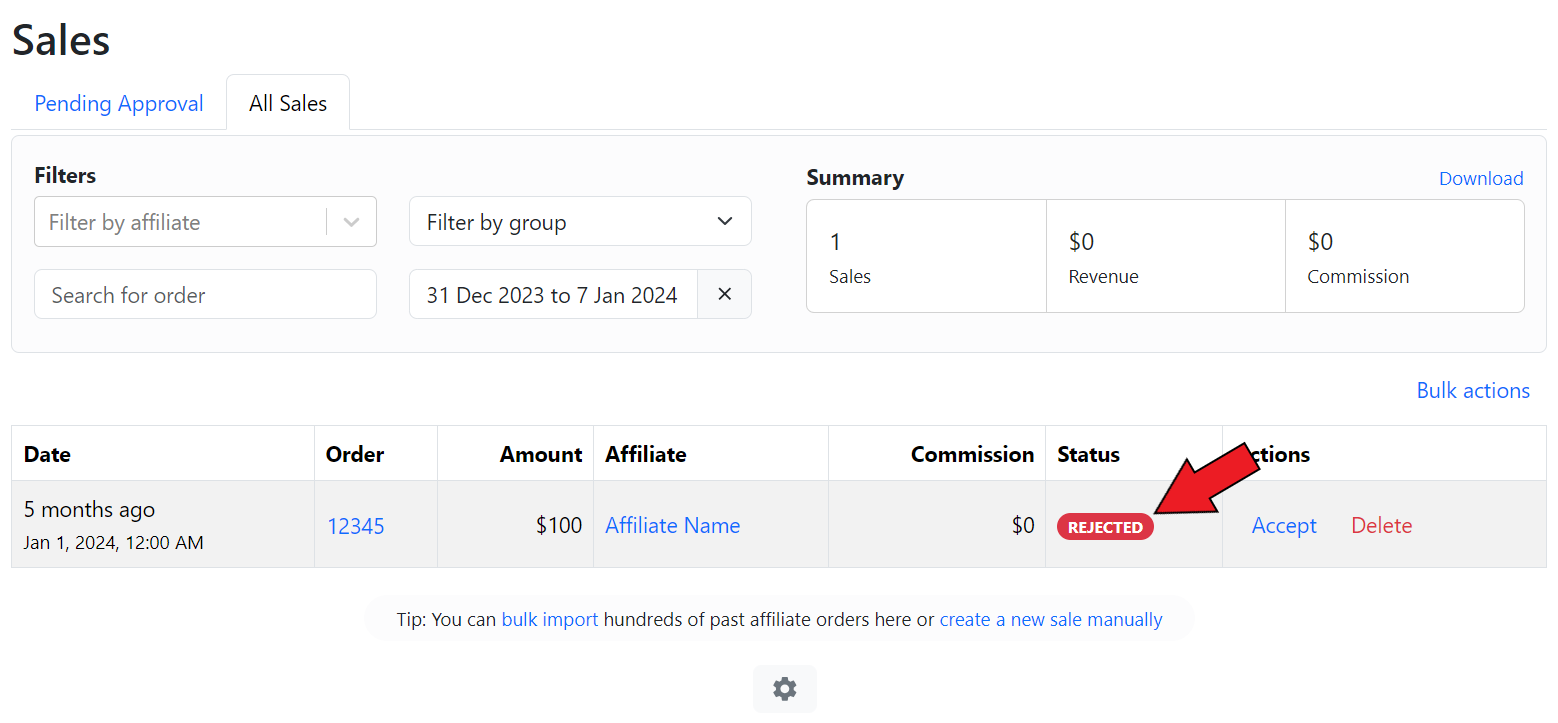 Sales
Pending Approval
All Sales
Filters
Filter by affiliate
Filter by group
Search for order
31 Dec 2023 to 7 Jan 2024
Summary
Download
1
Sales
$0
Revenue
$0
Commission
Bulk actions
Date
Order
Amount
Affiliate
Commission
Status
ctions
5 months ago
Jan 1, 2024, 12:00 AM
12345
$100
Affiliate Name
$0
REJECTED
Accept
Delete
Tip: You can bulk import hundreds of past affiliate orders here or create a new sale manually